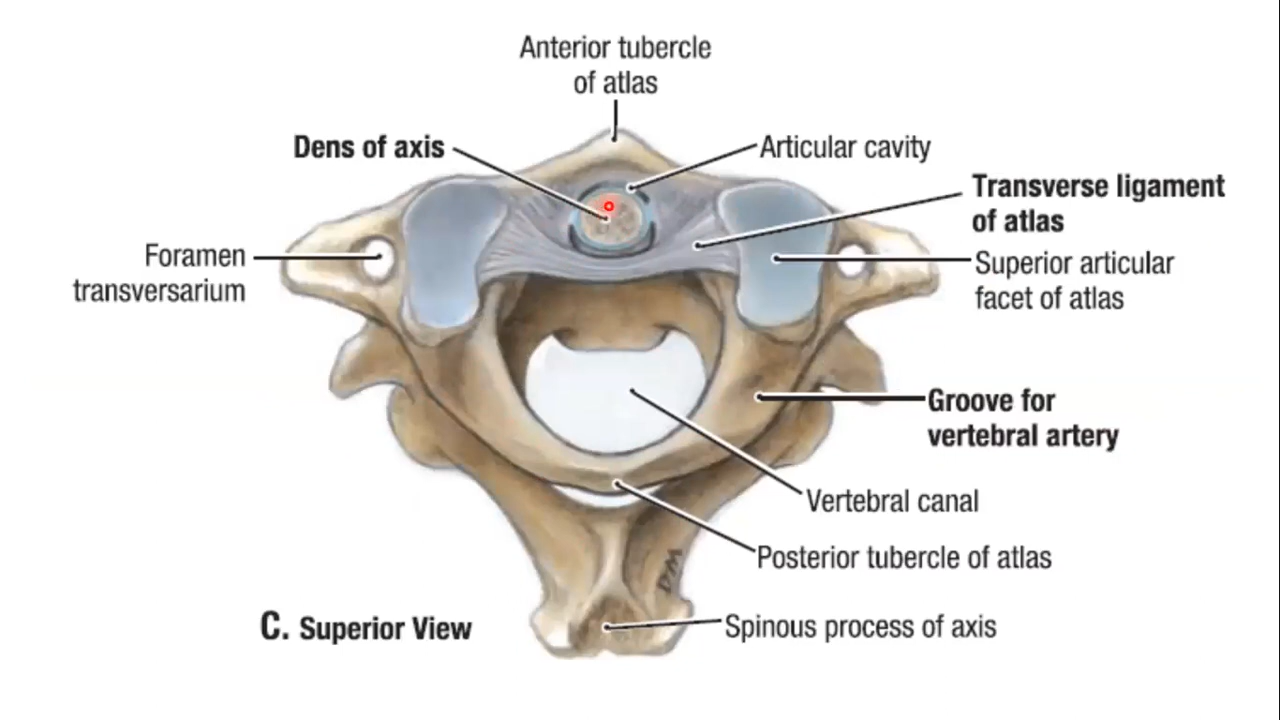 Anterior tubercle
of atlas
Dens of axis
Articular cavity
Transverse ligament
of atlas
Foramen
transversarium
Superior articular
facet of atlas
Groove for
vertebral artery
Vertebral canal
Posterior tubercle of atlas
C. Superior View
Spinous process of axis